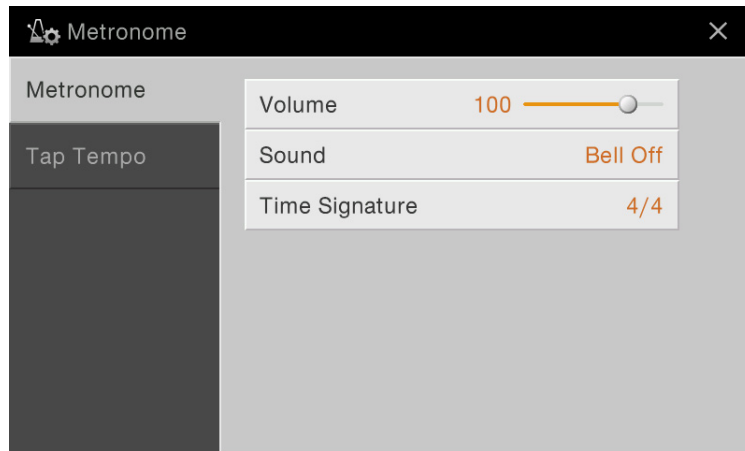 Metronome
Metronome
Tap Tempo
Volume 100
Sound Bell Off
Time Signature 4/4